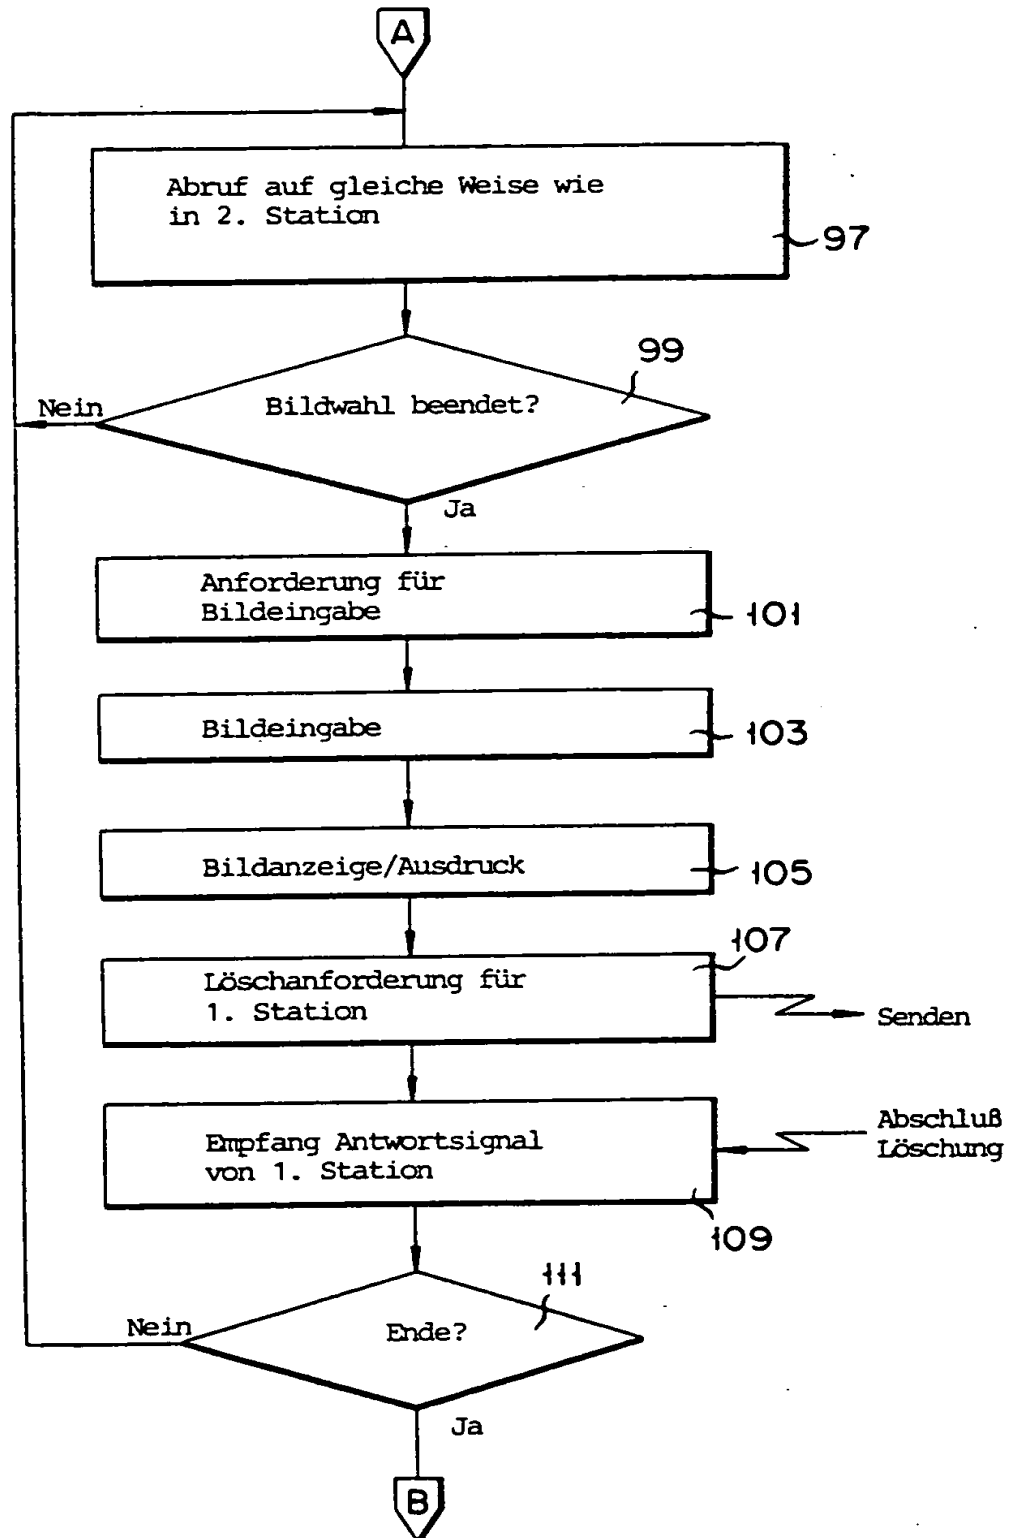 A
Abruf auf gleiche Weise wie
in 2. Station
97
99
Nein
Bildwahl beendet?
Ja
Anforderung für
Bildeingabe
101
Bildeingabe
103
Bildanzeige/Ausdruck
105
107
Löschanforderung für
1. Station
Senden
Empfang Antwortsignal
von 1. Station
Abschluß
Löschung
109
111
Nein
Ende?
Ja
B